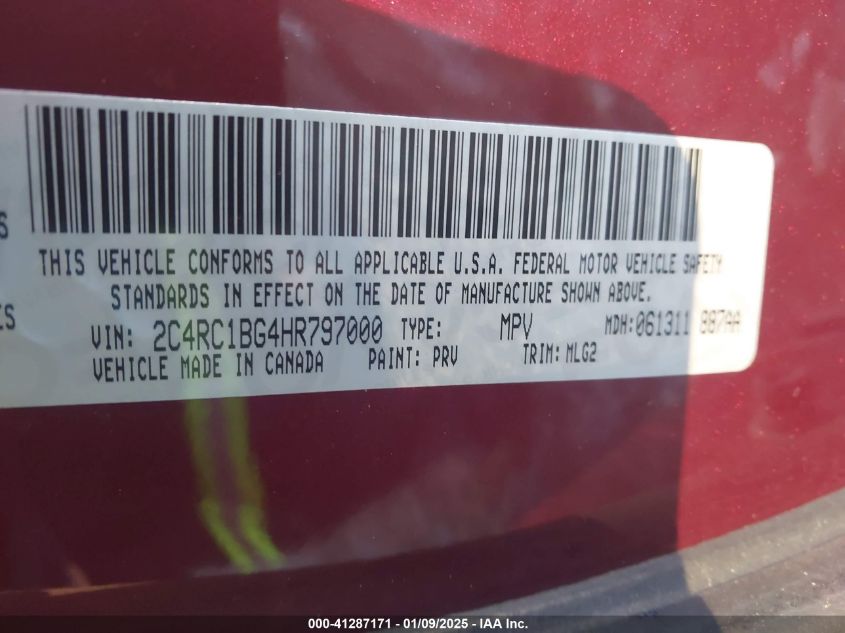 S
ES
THIS VEHICLE CONFORMS TO ALL APPLICABLE U.S.A. FEDERAL MOTOR VEHICLE SAFETY
STANDARDS IN EFFECT ON THE DATE OF MANUFACTURE SHOWN ABOVE.
VIN: 2C4RC1BG4HR797000 TYPE: MPV MDH:061311 887AA
VEHICLE MADE IN CANADA PAINT: PRV TRIM: MLG2
000-41287171 | 01/09/2025 - IAA Inc.